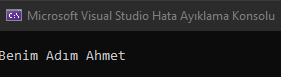 Microsoft Visual Studio Hata Ayıklama Konsolu
Benim Adım Ahmet